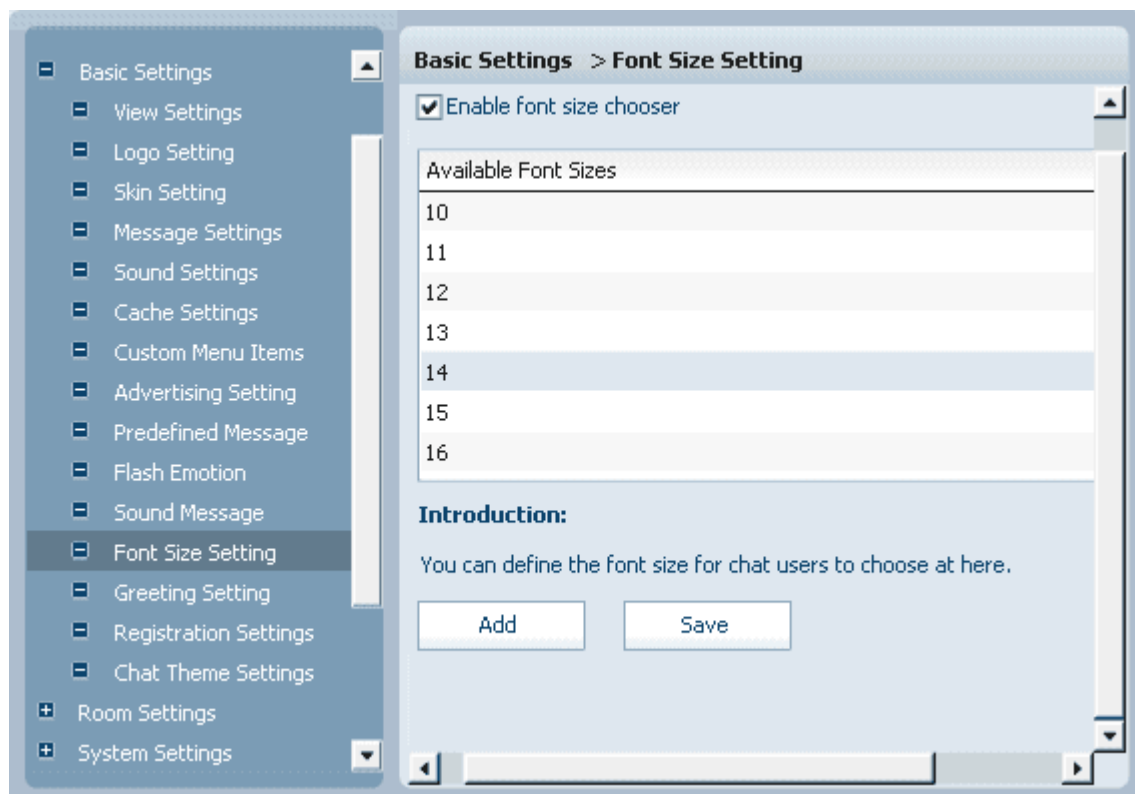 Basic Settings
View Settings
Logo Setting
Skin Setting
Message Settings
Sound Settings
Cache Settings
Custom Menu Items
Advertising Setting
Predefined Message
Flash Emotion
Sound Message
Font Size Setting
Greeting Setting
Registration Settings
Chat Theme Settings
Room Settings
System Settings
Basic Settings > Font Size Setting
Enable font size chooser
Available Font Sizes
10
11
12
13
14
15
16
Introduction:
You can define the font size for chat users to choose at here.
Add Save